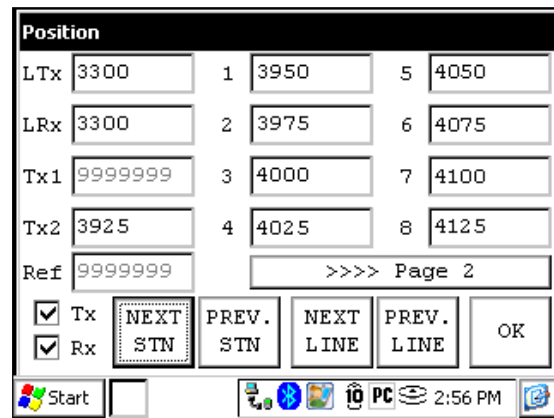 Position
LTx 3300 1 3950 5 4050
LRx 3300 2 3975 6 4075
Tx1 9999999 3 4000 7 4100
Tx2 3925 4 4025 8 4125
Ref 9999999 >>>> Page 2
Tx
Rx
NEXT STN
PREV. STN
NEXT LINE
PREV. LINE
OK
Start PC 2:56 PM